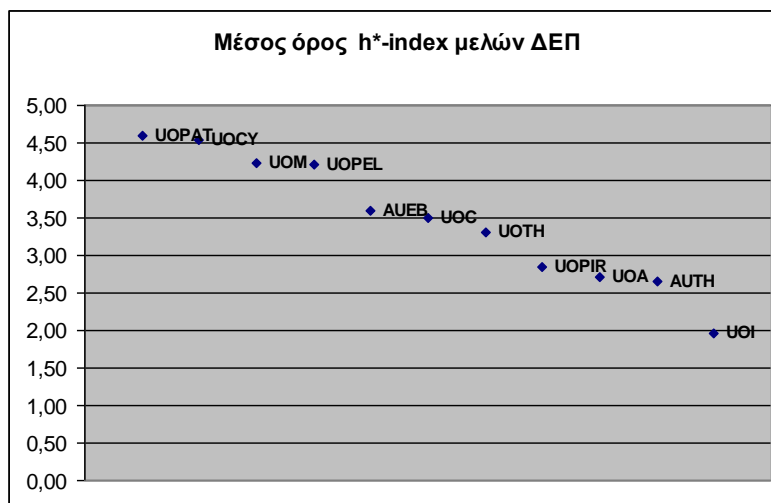 Μέσος όρος h*-index μελών ΔΕΠ
5,00
4,50
4,00
3,50
3,00
2,50
2,00
1,50
1,00
0,50
0,00
UOPAT
UOCY
UOM
UOPEL
AUEB
UOC
UOTH
UOPIR
UOA
AUTH
UOI